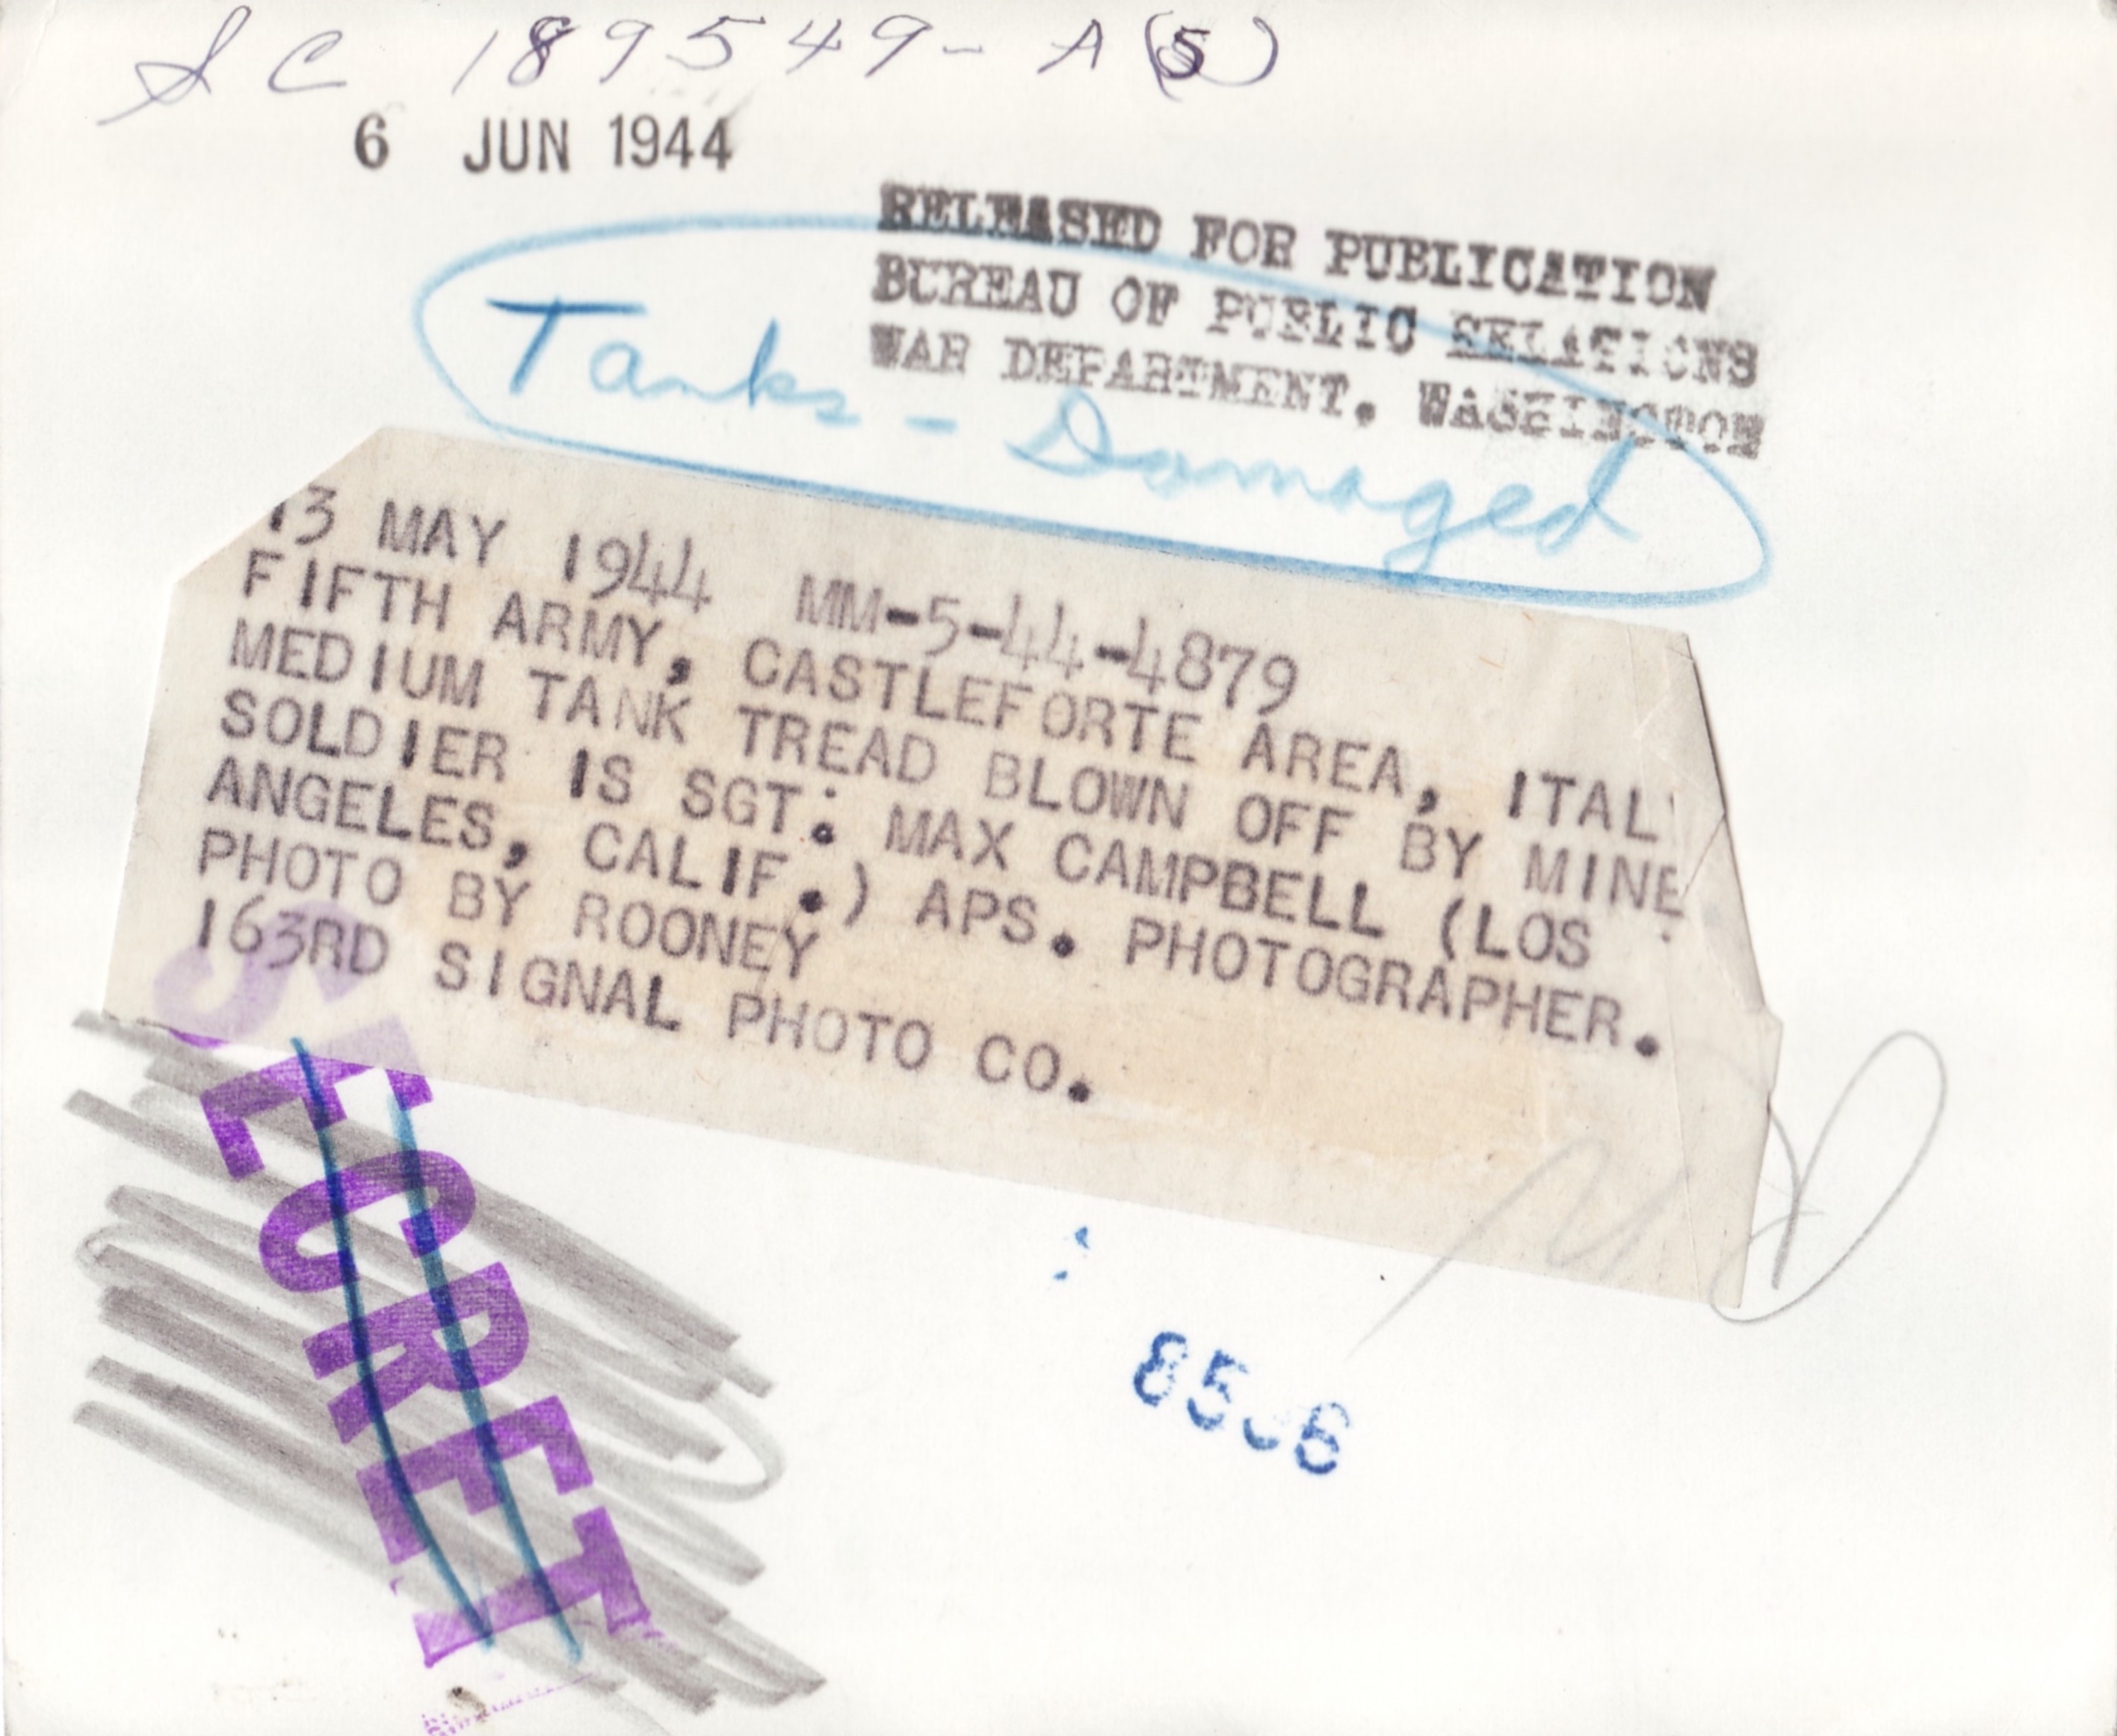 SC 189549-A(5)
6 JUN 1944
RELEASED FOR PUBLICATION
BUREAU OF PUBLIC RELATIONS
WAR DEPARTMENT, WASHINGTON
Tanks - Damaged
13 MAY 1944 MM-5-44-4879
FIFTH ARMY, CASTLEFORTE AREA, ITALY
MEDIUM TANK TREAD BLOWN OFF BY MINE
SOLDIER IS SGT. MAX CAMPBELL (LOS
ANGELES, CALIF.) APS. PHOTOGRAPHER.
PHOTO BY ROONEY
163RD SIGNAL PHOTO CO.
SECRET